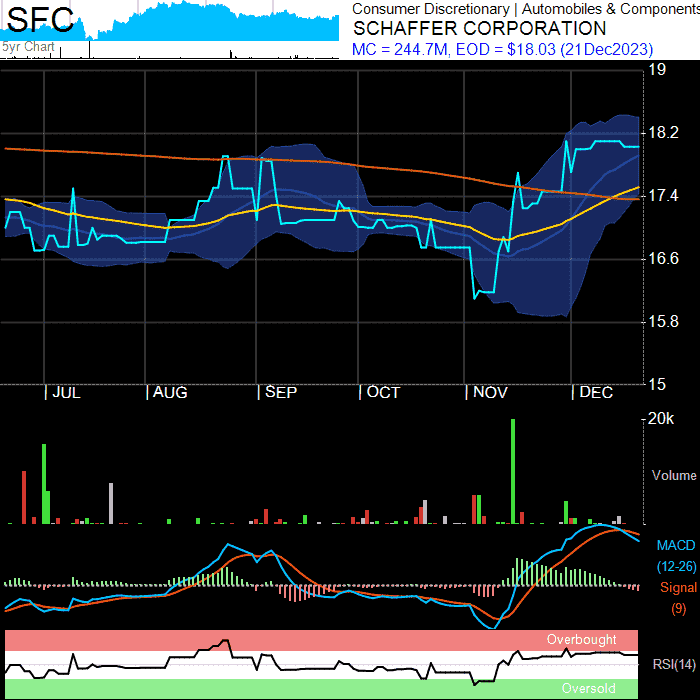 SFC
5yr Chart
Consumer Discretionary | Automobiles & Components
SCHAFFER CORPORATION
MC = 244.7M, EOD = $18.03 (21Dec2023)
19
18.2
17.4
16.6
15.8
15
| JUL | AUG | SEP | OCT | NOV | DEC
20k
Volume
MACD
(12-26)
Signal
(9)
Overbought
RSI(14)
Oversold